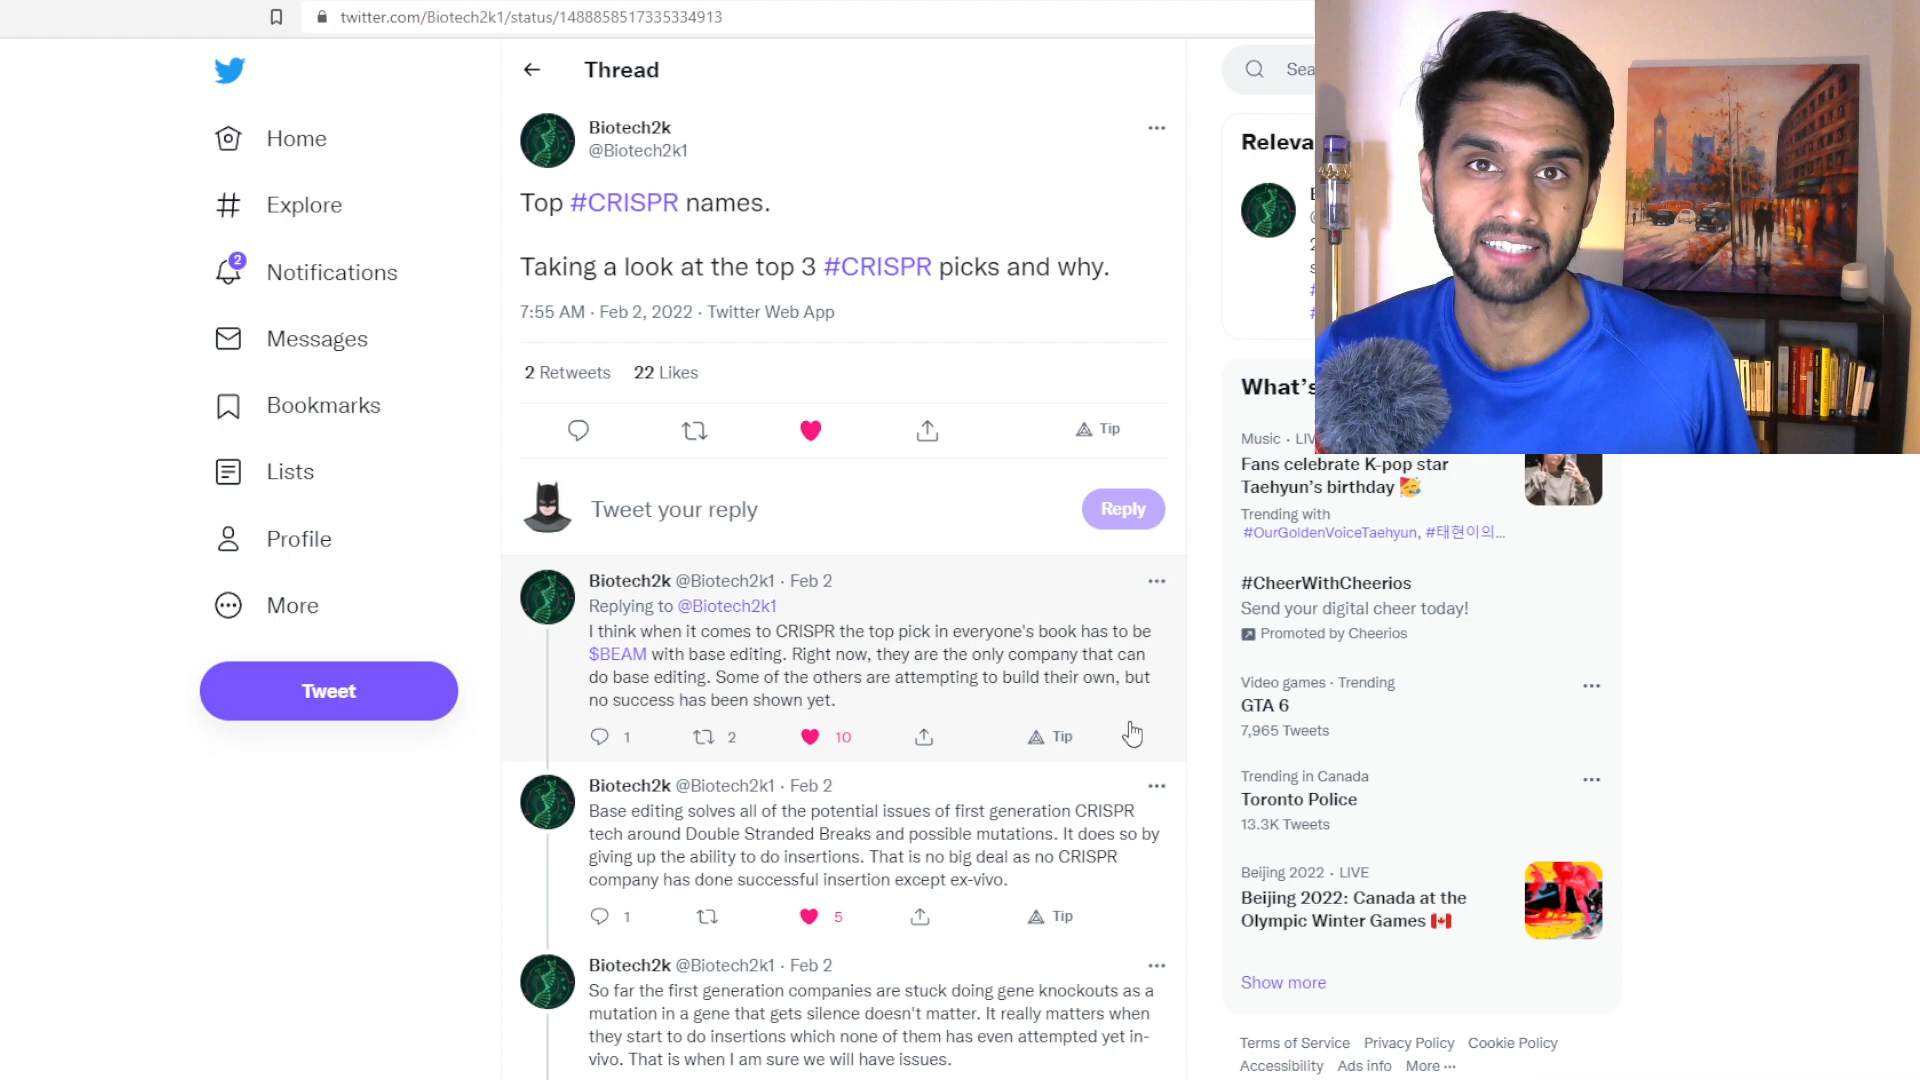 twitter.com/Biotech2k1/status/1488858517335334913
Home
Explore
2
Notifications
Messages
Bookmarks
Lists
Profile
More
Tweet
Thread
Biotech2k
@Biotech2k1
Top #CRISPR names.
Taking a look at the top 3 #CRISPR picks and why.
7:55 AM · Feb 2, 2022 · Twitter Web App
2 Retweets 22 Likes
Tip
Tweet your reply
Reply
Biotech2k @Biotech2k1 · Feb 2
Replying to @Biotech2k1
I think when it comes to CRISPR the top pick in everyone's book has to be
$BEAM with base editing. Right now, they are the only company that can
do base editing. Some of the others are attempting to build their own, but
no success has been shown yet.
1 2 10 Tip
Biotech2k @Biotech2k1 · Feb 2
Base editing solves all of the potential issues of first generation CRISPR
tech around Double Stranded Breaks and possible mutations. It does so by
giving up the ability to do insertions. That is no big deal as no CRISPR
company has done successful insertion except ex-vivo.
1 5 Tip
Biotech2k @Biotech2k1 · Feb 2
So far the first generation companies are stuck doing gene knockouts as a
mutation in a gene that gets silence doesn't matter. It really matters when
they start to do insertions which none of them has even attempted yet in-
vivo. That is when I am sure we will have issues.
Sea
Releva
What's
Music · LIV
Fans celebrate K-pop star
Taehyun's birthday
Trending with
#OurGoldenVoiceTaehyun, #태현이의...
#CheerWithCheerios
Send your digital cheer today!
Promoted by Cheerios
Video games · Trending
GTA 6
7,965 Tweets
Trending in Canada
Toronto Police
13.3K Tweets
Beijing 2022 · LIVE
Beijing 2022: Canada at the
Olympic Winter Games
Show more
Terms of Service Privacy Policy Cookie Policy
Accessibility Ads info More ···